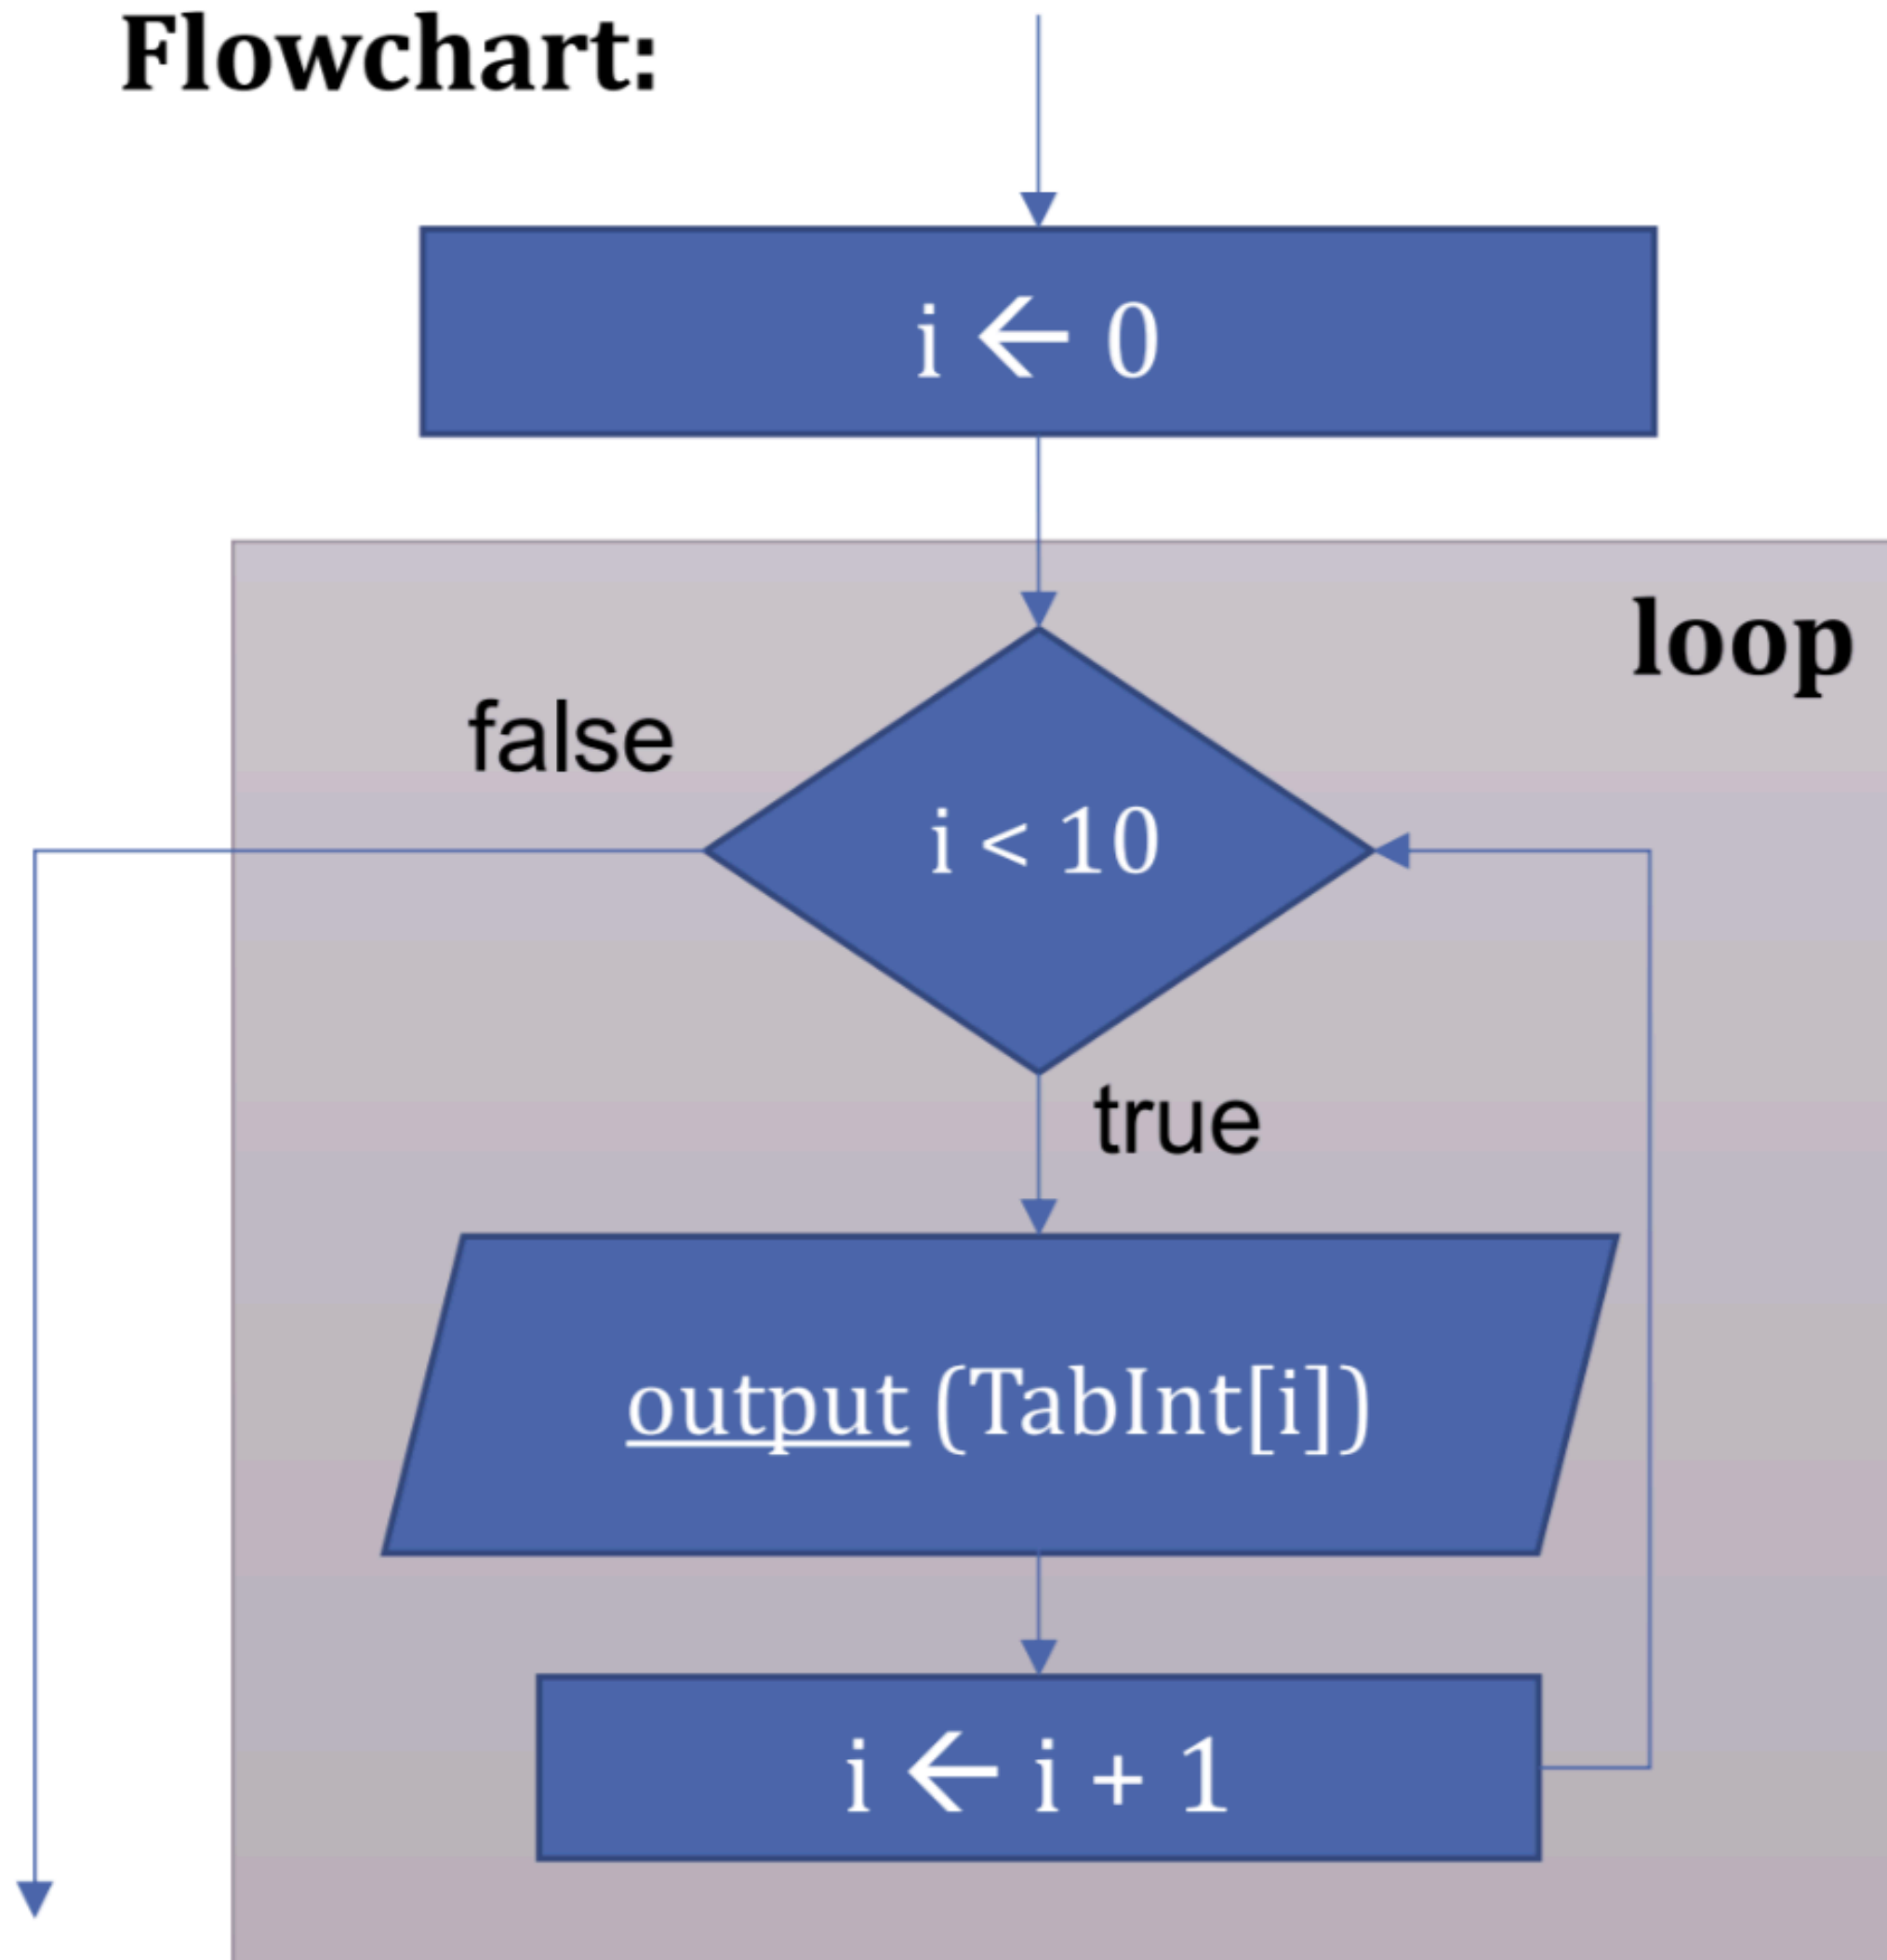 Flowchart:
i ← 0
loop
false
i < 10
true
output (TabInt[i])
i ← i + 1